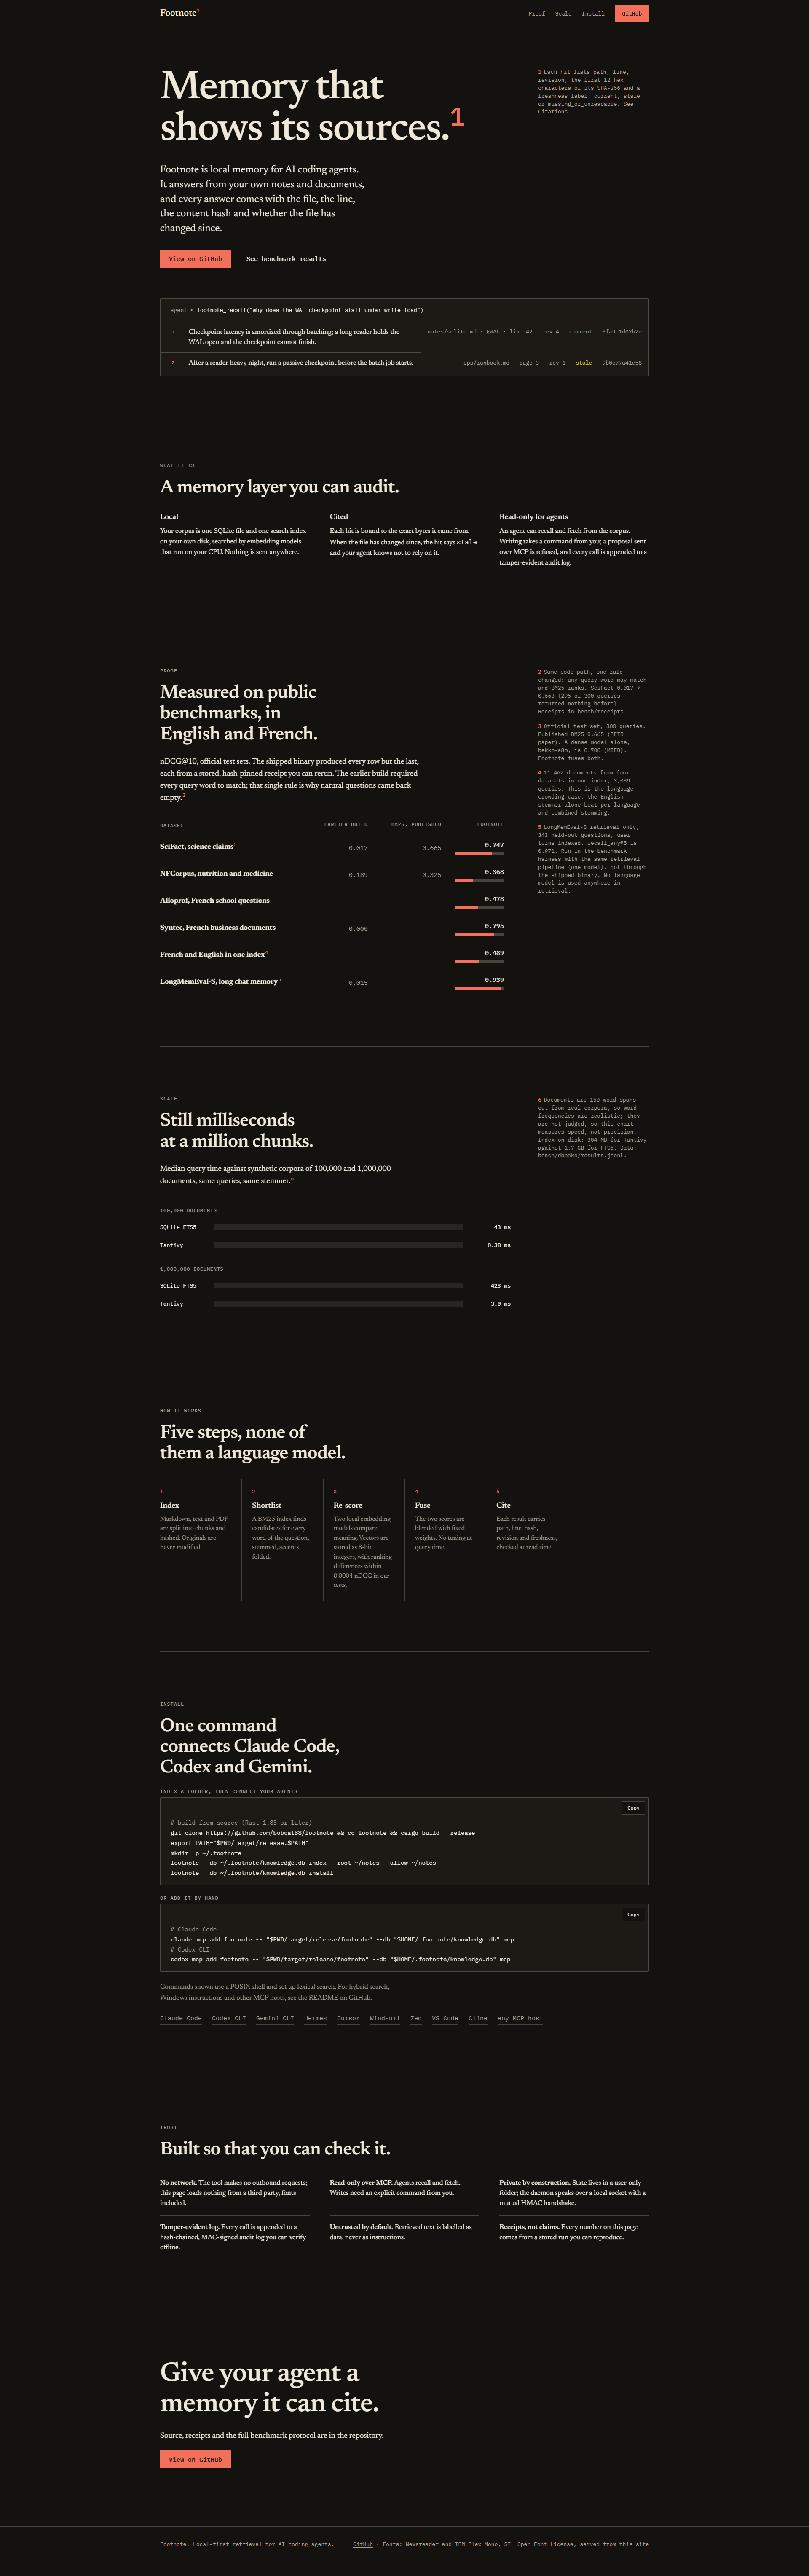 Footnote1
Proof
Scale
Install
GitHub
Memory that
shows its sources.1
Footnote is local memory for AI coding agents.
It answers from your own notes and documents,
and every answer comes with the file, the line,
the content hash and whether the file has
changed since.
View on GitHub
See benchmark results
1 Each hit lists path, line,
revision, the first 12 hex
characters of its SHA-256 and a
freshness label: current, stale
or missing_or_unreadable. See
Citations.
agent ▸ footnote_recall("why does the WAL checkpoint stall under write load")
1 Checkpoint latency is amortized through batching; a long reader holds the
WAL open and the checkpoint cannot finish.
notes/sqlite.md · §WAL · line 42 rev 4 current 3fa9c1d07b2e
2 After a reader-heavy night, run a passive checkpoint before the batch job starts.
ops/runbook.md · page 3 rev 1 stale 9b0e77a41c58
WHAT IT IS
A memory layer you can audit.
Local
Your corpus is one SQLite file and one search index
on your own disk, searched by embedding models
that run on your CPU. Nothing is sent anywhere.
Cited
Each hit is bound to the exact bytes it came from.
When the file has changed since, the hit says stale
and your agent knows not to rely on it.
Read-only for agents
An agent can recall and fetch from the corpus.
Writing takes a command from you; a proposal sent
over MCP is refused, and every call is appended to a
tamper-evident audit log.
PROOF
Measured on public
benchmarks, in
English and French.
nDCG@10, official test sets. The shipped binary produced every row but the last,
each from a stored, hash-pinned receipt you can rerun. The earlier build required
every query word to match; that single rule is why natural questions came back
empty.2
DATASET EARLIER BUILD BM25, PUBLISHED FOOTNOTE
SciFact, science claims3 0.017 0.665 0.747
NFCorpus, nutrition and medicine 0.189 0.325 0.368
Alloprof, French school questions – – 0.478
Syntec, French business documents 0.000 – 0.795
French and English in one index4 – – 0.489
LongMemEval-S, long chat memory5 0.015 – 0.939
2 Same code path, one rule
changed: any query word may match
and BM25 ranks. SciFact 0.017 →
0.663 (295 of 300 queries
returned nothing before).
Receipts in bench/receipts.
3 Official test set, 300 queries.
Published BM25 0.665 (BEIR
paper). A dense model alone,
bekko-a8m, is 0.700 (MTEB).
Footnote fuses both.
4 11,462 documents from four
datasets in one index, 3,039
queries. This is the language-
crowding case; the English
stemmer alone beat per-language
and combined stemming.
5 LongMemEval-S retrieval only,
342 held-out questions, user
turns indexed. recall_any@5 is
0.971. Run in the benchmark
harness with the same retrieval
pipeline (one model), not through
the shipped binary. No language
model is used anywhere in
retrieval.
SCALE
Still milliseconds
at a million chunks.
Median query time against synthetic corpora of 100,000 and 1,000,000
documents, same queries, same stemmer.6
100,000 DOCUMENTS
SQLite FTS5 43 ms
Tantivy 0.38 ms
1,000,000 DOCUMENTS
SQLite FTS5 423 ms
Tantivy 3.0 ms
6 Documents are 150-word spans
cut from real corpora, so word
frequencies are realistic; they
are not judged, so this chart
measures speed, not precision.
Index on disk: 304 MB for Tantivy
against 1.7 GB for FTS5. Data:
bench/dbbake/results.jsonl.
HOW IT WORKS
Five steps, none of
them a language model.
1
Index
Markdown, text and PDF
are split into chunks and
hashed. Originals are
never modified.
2
Shortlist
A BM25 index finds
candidates for every
word of the question,
stemmed, accents
folded.
3
Re-score
Two local embedding
models compare
meaning. Vectors are
stored as 8-bit
integers, with ranking
differences within
0.0004 nDCG in our
tests.
4
Fuse
The two scores are
blended with fixed
weights. No tuning at
query time.
5
Cite
Each result carries
path, line, hash,
revision and freshness,
checked at read time.
INSTALL
One command
connects Claude Code,
Codex and Gemini.
INDEX A FOLDER, THEN CONNECT YOUR AGENTS
Copy
# build from source (Rust 1.85 or later)
git clone https://github.com/bobcat88/footnote && cd footnote && cargo build --release
export PATH="$PWD/target/release:$PATH"
mkdir -p ~/.footnote
footnote --db ~/.footnote/knowledge.db index --root ~/notes --allow ~/notes
footnote --db ~/.footnote/knowledge.db install
OR ADD IT BY HAND
Copy
# Claude Code
claude mcp add footnote -- "$PWD/target/release/footnote" --db "$HOME/.footnote/knowledge.db" mcp
# Codex CLI
codex mcp add footnote -- "$PWD/target/release/footnote" --db "$HOME/.footnote/knowledge.db" mcp
Commands shown use a POSIX shell and set up lexical search. For hybrid search,
Windows instructions and other MCP hosts, see the README on GitHub.
Claude Code Codex CLI Gemini CLI Hermes Cursor Windsurf Zed VS Code Cline any MCP host
TRUST
Built so that you can check it.
No network. The tool makes no outbound requests;
this page loads nothing from a third party, fonts
included.
Read-only over MCP. Agents recall and fetch.
Writes need an explicit command from you.
Private by construction. State lives in a user-only
folder; the daemon speaks over a local socket with a
mutual HMAC handshake.
Tamper-evident log. Every call is appended to a
hash-chained, MAC-signed audit log you can verify
offline.
Untrusted by default. Retrieved text is labelled as
data, never as instructions.
Receipts, not claims. Every number on this page
comes from a stored run you can reproduce.
Give your agent a
memory it can cite.
Source, receipts and the full benchmark protocol are in the repository.
View on GitHub
Footnote. Local-first retrieval for AI coding agents.
GitHub · Fonts: Newsreader and IBM Plex Mono, SIL Open Font License, served from this site